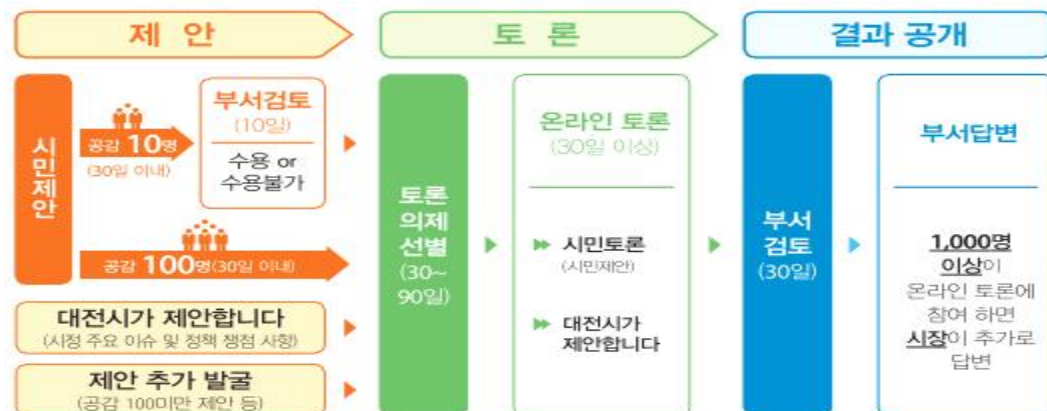 제 안
토 론
결과 공개
시민제안
공감 10명
(30일 이내)
부서검토
(10일)
수용 or
수용불가
공감 100명(30일 이내)
대전시가 제안합니다
(시정 주요 이슈 및 정책 쟁점 사항)
제안 추가 발굴
(공감 100미만 제안 등)
토론
의제
선별
(30~
90일)
온라인 토론
(30일 이상)
시민토론
(시민제안)
대전시가
제안합니다
부서
검토
(30일)
부서답변
1,000명
이상이
온라인 토론에
참여 하면
시장이 추가로
답변